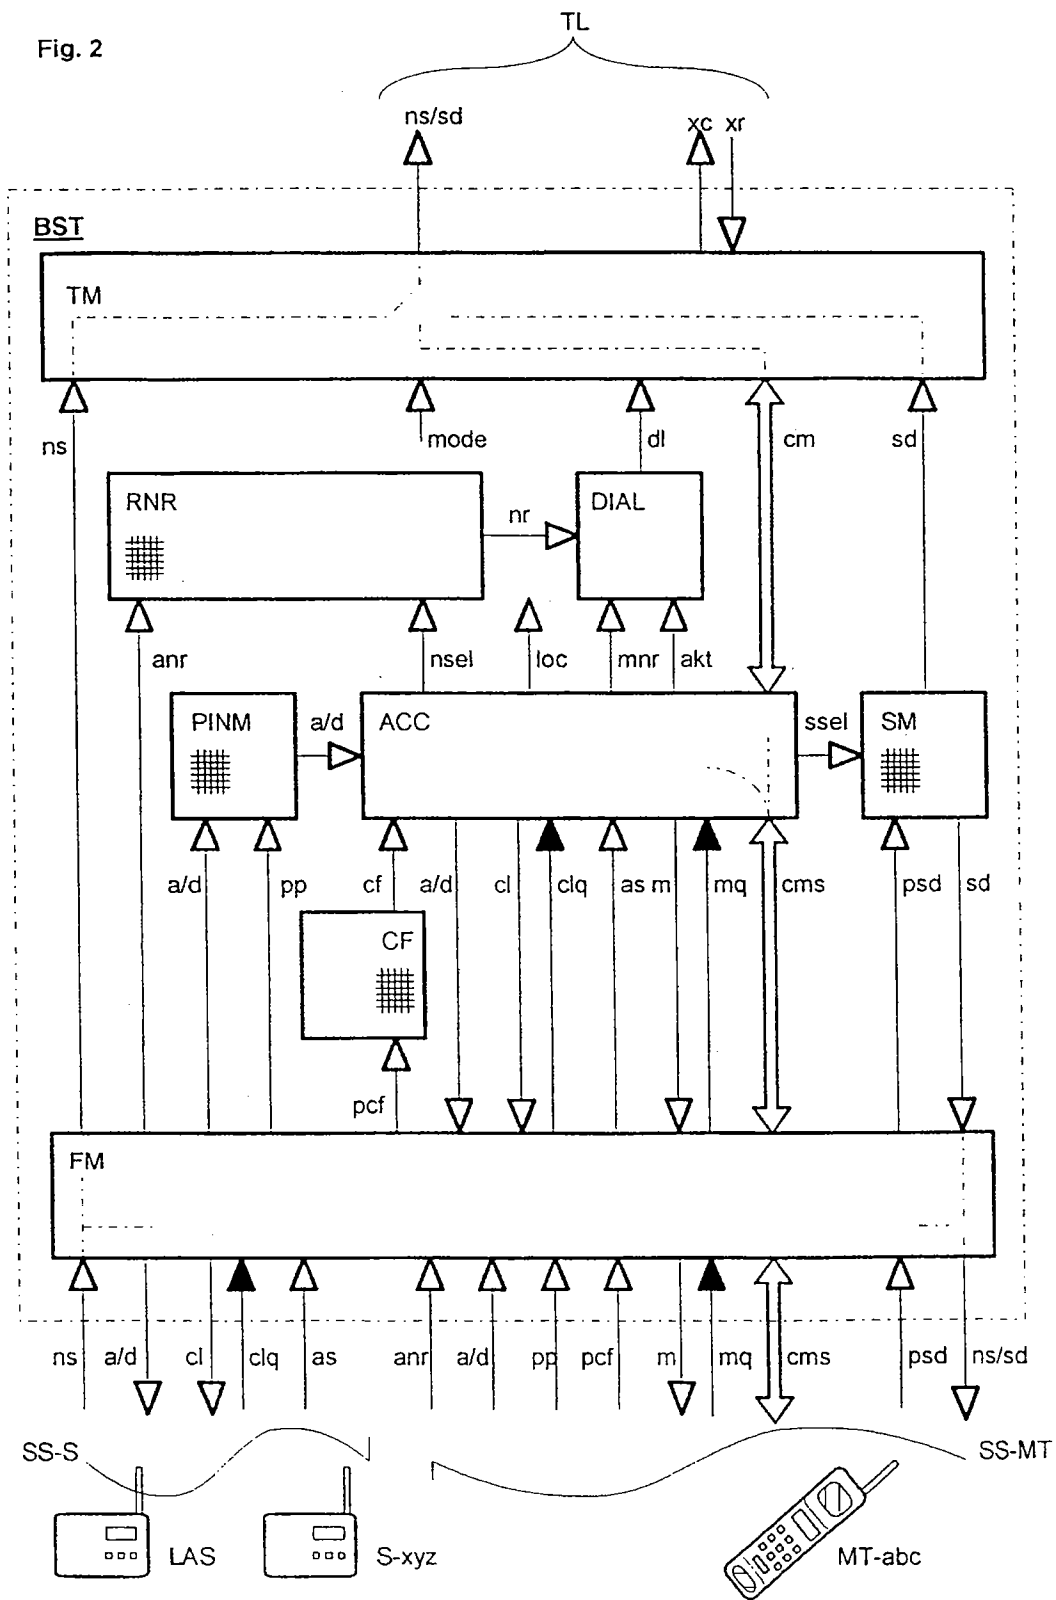 TL
Fig. 2
ns/sd
xc xr
BST
TM
ns
mode
dl
cm
sd
RNR
nr
DIAL
anr
nsel
loc
mnr
akt
PINM
a/d
ACC
ssel
SM
a/d
pp
cf
a/d
cl
clq
as m
mq
cms
psd
sd
CF
pcf
FM
ns
a/d
cl
clq
as
anr
a/d
pp
pcf
m
mq
cms
psd
ns/sd
SS-S
SS-MT
LAS
S-xyz
MT-abc